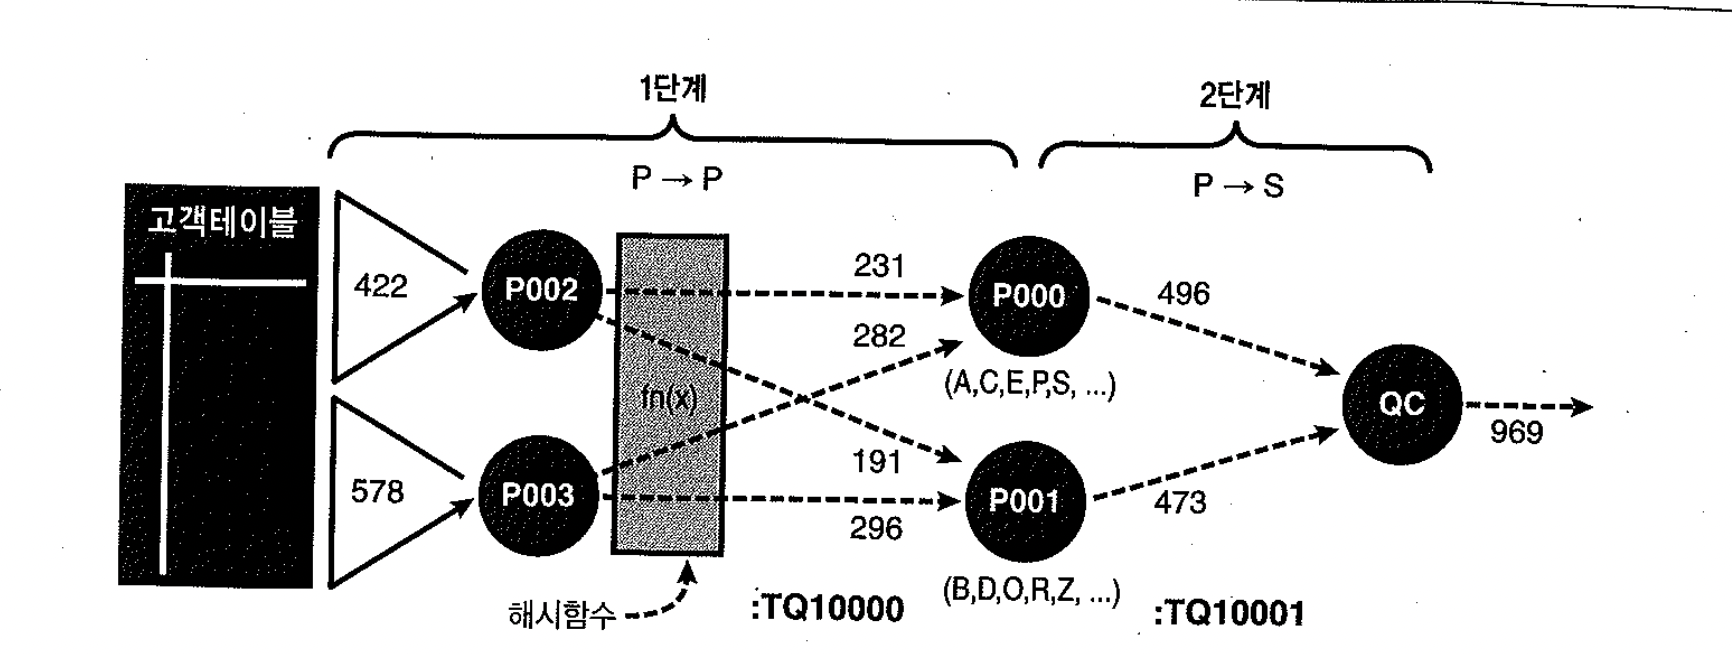 1단계
2단계
P → P
P → S
고객테이블
422
P002
231
P000
496
282
fn(x)
(A,C,E,P,S, ...)
QC
969
578
P003
191
P001
473
296
해시함수
:TQ10000
(B,D,O,R,Z, ...)
:TQ10001